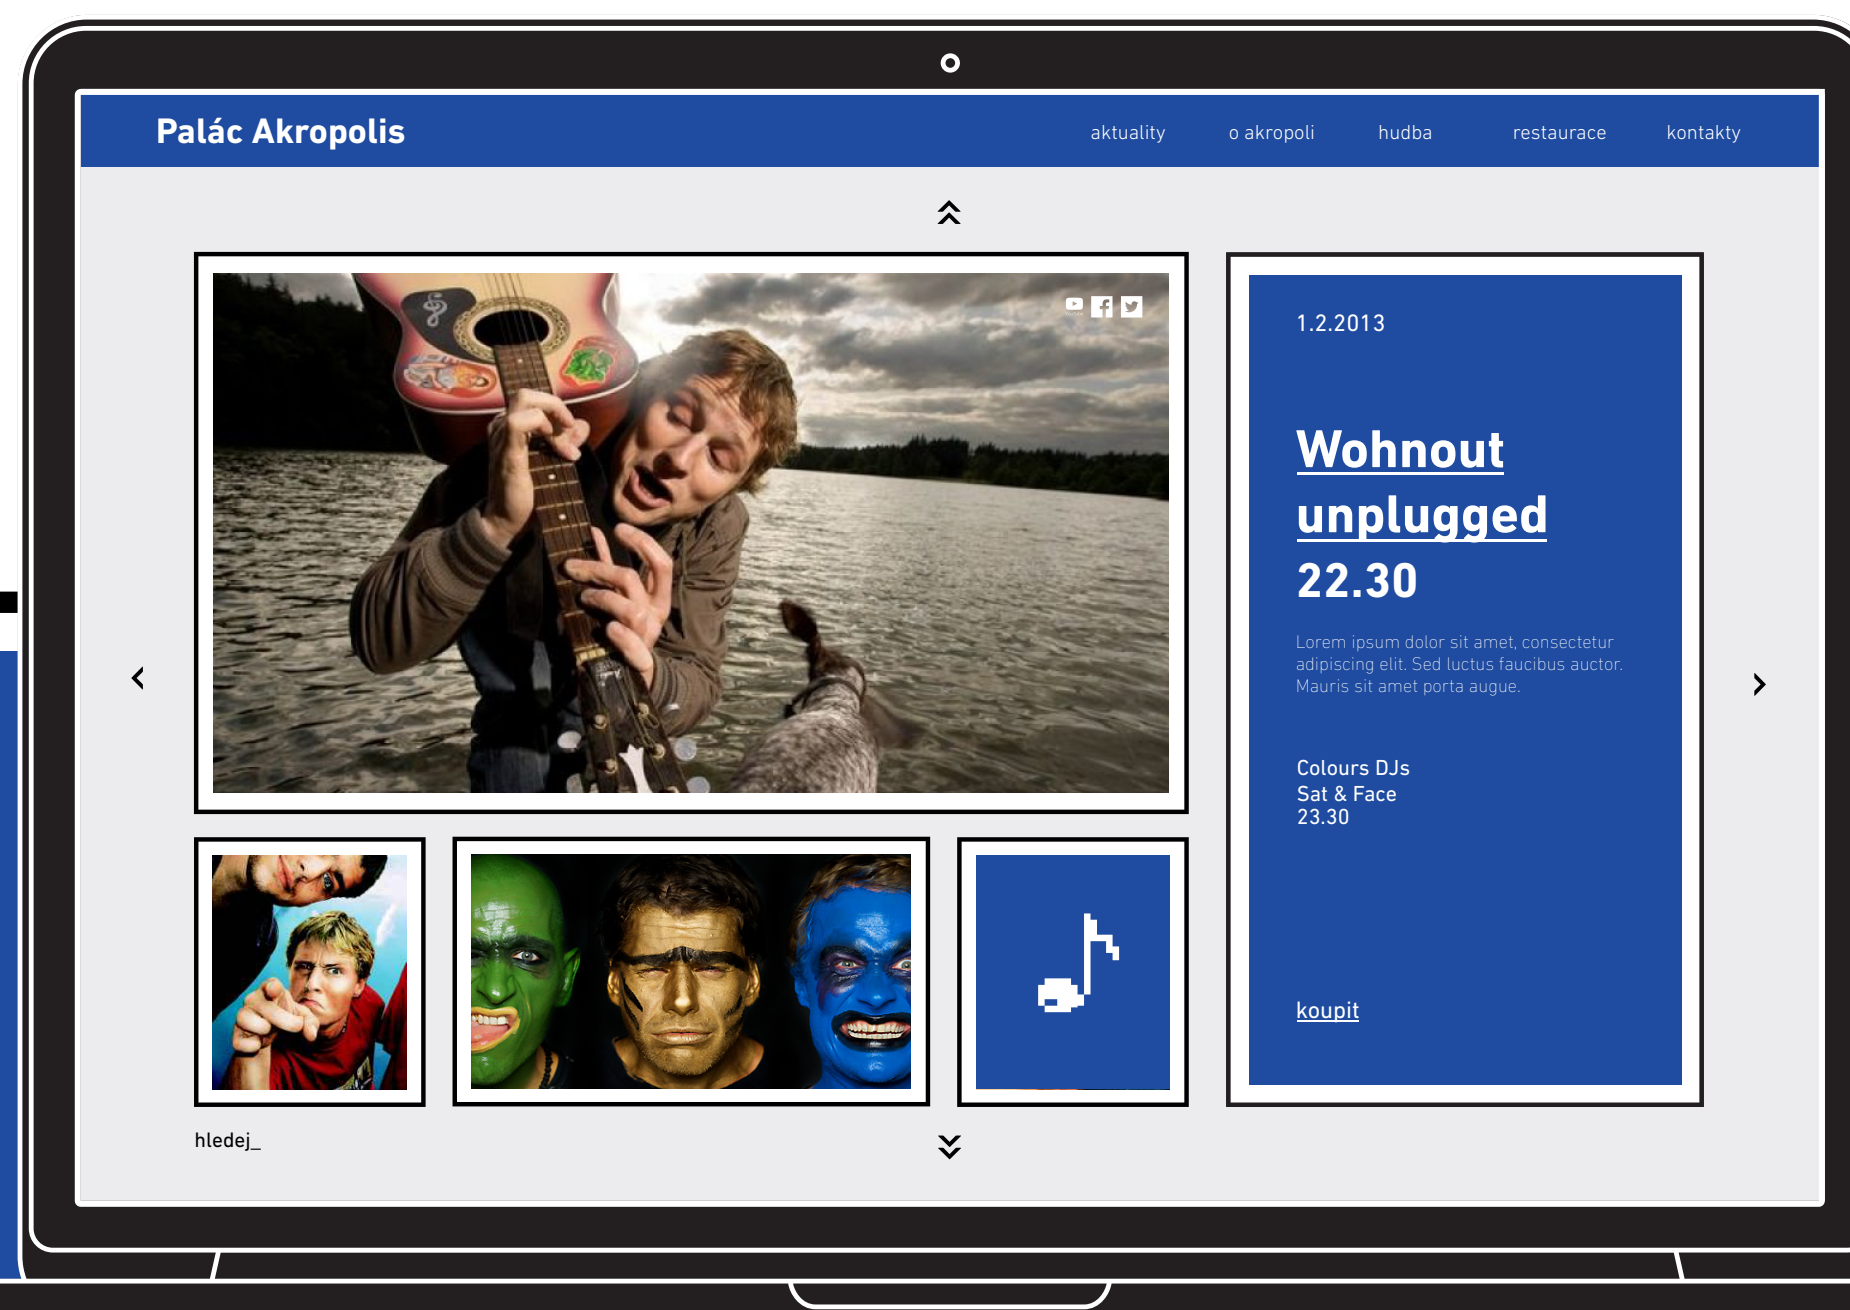 Palác Akropolis
aktuality
o akropoli
hudba
restaurace
kontakty
1.2.2013
Wohnout
unplugged
22.30
Lorem ipsum dolor sit amet, consectetur
adipiscing elit. Sed luctus faucibus auctor.
Mauris sit amet porta augue.
Colours DJs
Sat & Face
23.30
koupit
hledej_